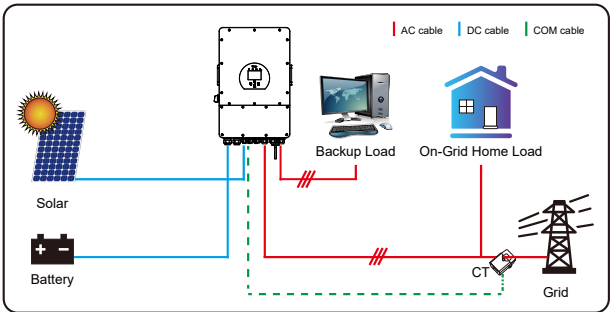 AC cable
DC cable
COM cable
Backup Load
On-Grid Home Load
Solar
Battery
CT
Grid